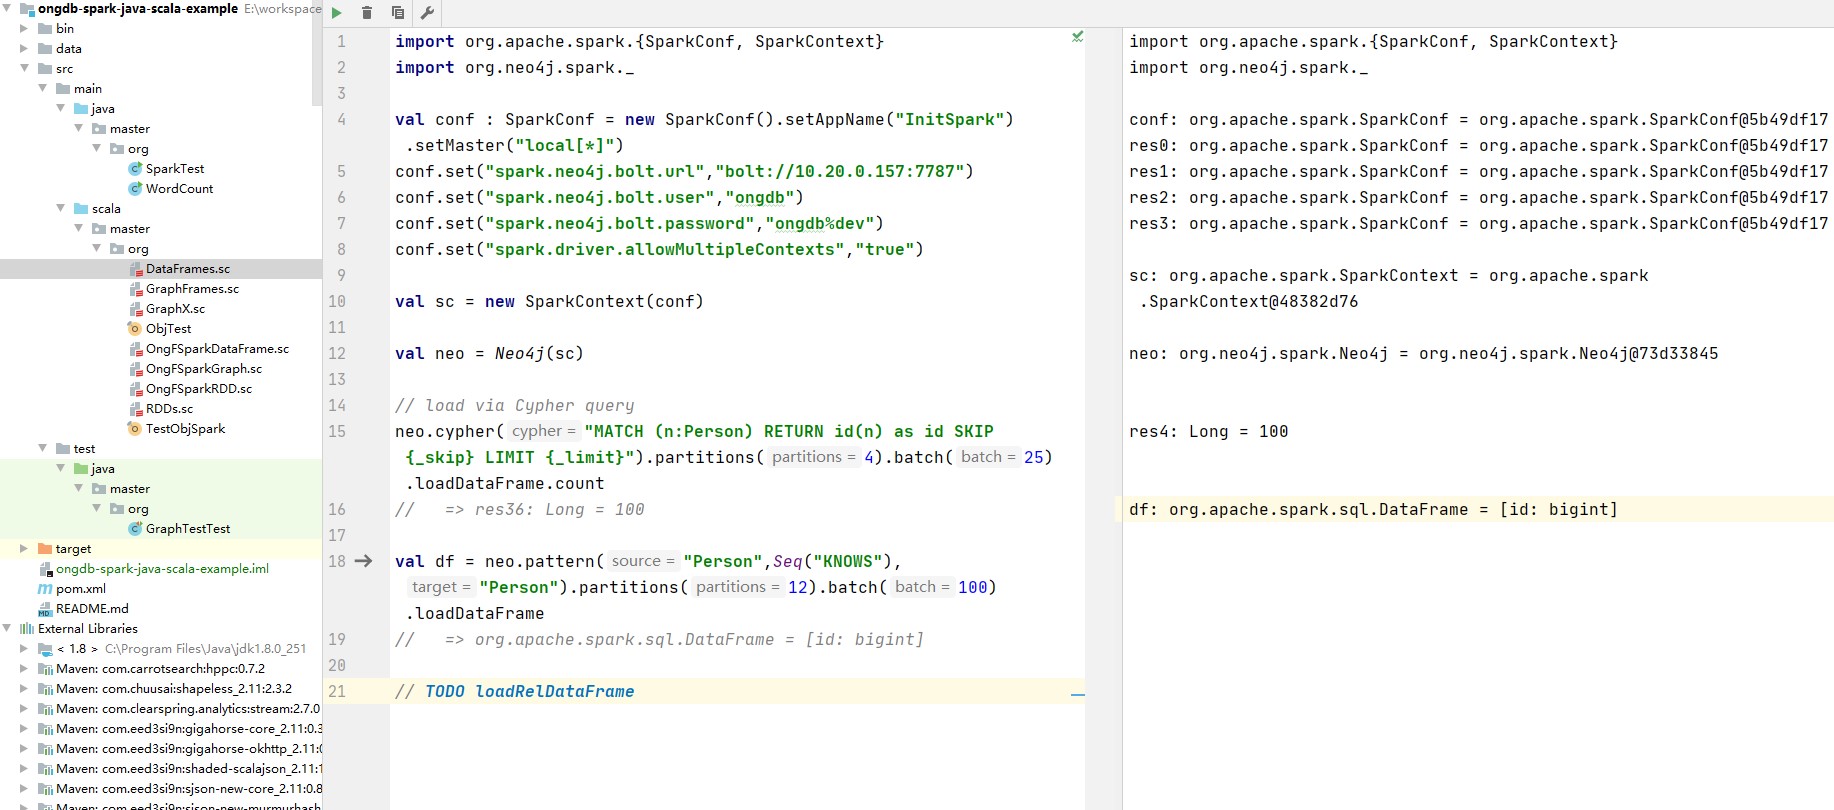 ongdb-spark-java-scala-example E:\workspace
bin
data
src
main
java
master
org
SparkTest
WordCount
scala
master
org
DataFrames.sc
GraphFrames.sc
GraphX.sc
ObjTest
OngFSparkDataFrame.sc
OngFSparkGraph.sc
OngFSparkRDD.sc
RDDs.sc
TestObjSpark
test
java
master
org
GraphTestTest
target
ongdb-spark-java-scala-example.iml
pom.xml
README.md
External Libraries
< 1.8 > C:\Program Files\Java\jdk1.8.0_251
Maven: com.carrotsearch:hppc:0.7.2
Maven: com.chuusai:shapeless_2.11:2.3.2
Maven: com.clearspring.analytics:stream:2.7.0
Maven: com.eed3si9n:gigahorse-core_2.11:0.3
Maven: com.eed3si9n:gigahorse-okhttp_2.11:0
Maven: com.eed3si9n:shaded-scalajson_2.11:1
Maven: com.eed3si9n:sjson-new-core_2.11:0.8
Maven: com.eed3si9n:sjson-new-murmurhash
1 import org.apache.spark.{SparkConf, SparkContext}
2 import org.neo4j.spark._
3
4 val conf : SparkConf = new SparkConf().setAppName("InitSpark")
.setMaster("local[*]")
5 conf.set("spark.neo4j.bolt.url","bolt://10.20.0.157:7787")
6 conf.set("spark.neo4j.bolt.user","ongdb")
7 conf.set("spark.neo4j.bolt.password","ongdb%dev")
8 conf.set("spark.driver.allowMultipleContexts","true")
9
10 val sc = new SparkContext(conf)
11
12 val neo = Neo4j(sc)
13
14 // load via Cypher query
15 neo.cypher( cypher = "MATCH (n:Person) RETURN id(n) as id SKIP
{_skip} LIMIT {_limit}").partitions( partitions = 4).batch( batch = 25)
.loadDataFrame.count
16 //   => res36: Long = 100
17
18 val df = neo.pattern( source = "Person",Seq("KNOWS"),
target = "Person").partitions( partitions = 12).batch( batch = 100)
.loadDataFrame
19 //   => org.apache.spark.sql.DataFrame = [id: bigint]
20
21 // TODO loadRelDataFrame
import org.apache.spark.{SparkConf, SparkContext}
import org.neo4j.spark._
conf: org.apache.spark.SparkConf = org.apache.spark.SparkConf@5b49df17
res0: org.apache.spark.SparkConf = org.apache.spark.SparkConf@5b49df17
res1: org.apache.spark.SparkConf = org.apache.spark.SparkConf@5b49df17
res2: org.apache.spark.SparkConf = org.apache.spark.SparkConf@5b49df17
res3: org.apache.spark.SparkConf = org.apache.spark.SparkConf@5b49df17
sc: org.apache.spark.SparkContext = org.apache.spark
.SparkContext@48382d76
neo: org.neo4j.spark.Neo4j = org.neo4j.spark.Neo4j@73d33845
res4: Long = 100
df: org.apache.spark.sql.DataFrame = [id: bigint]